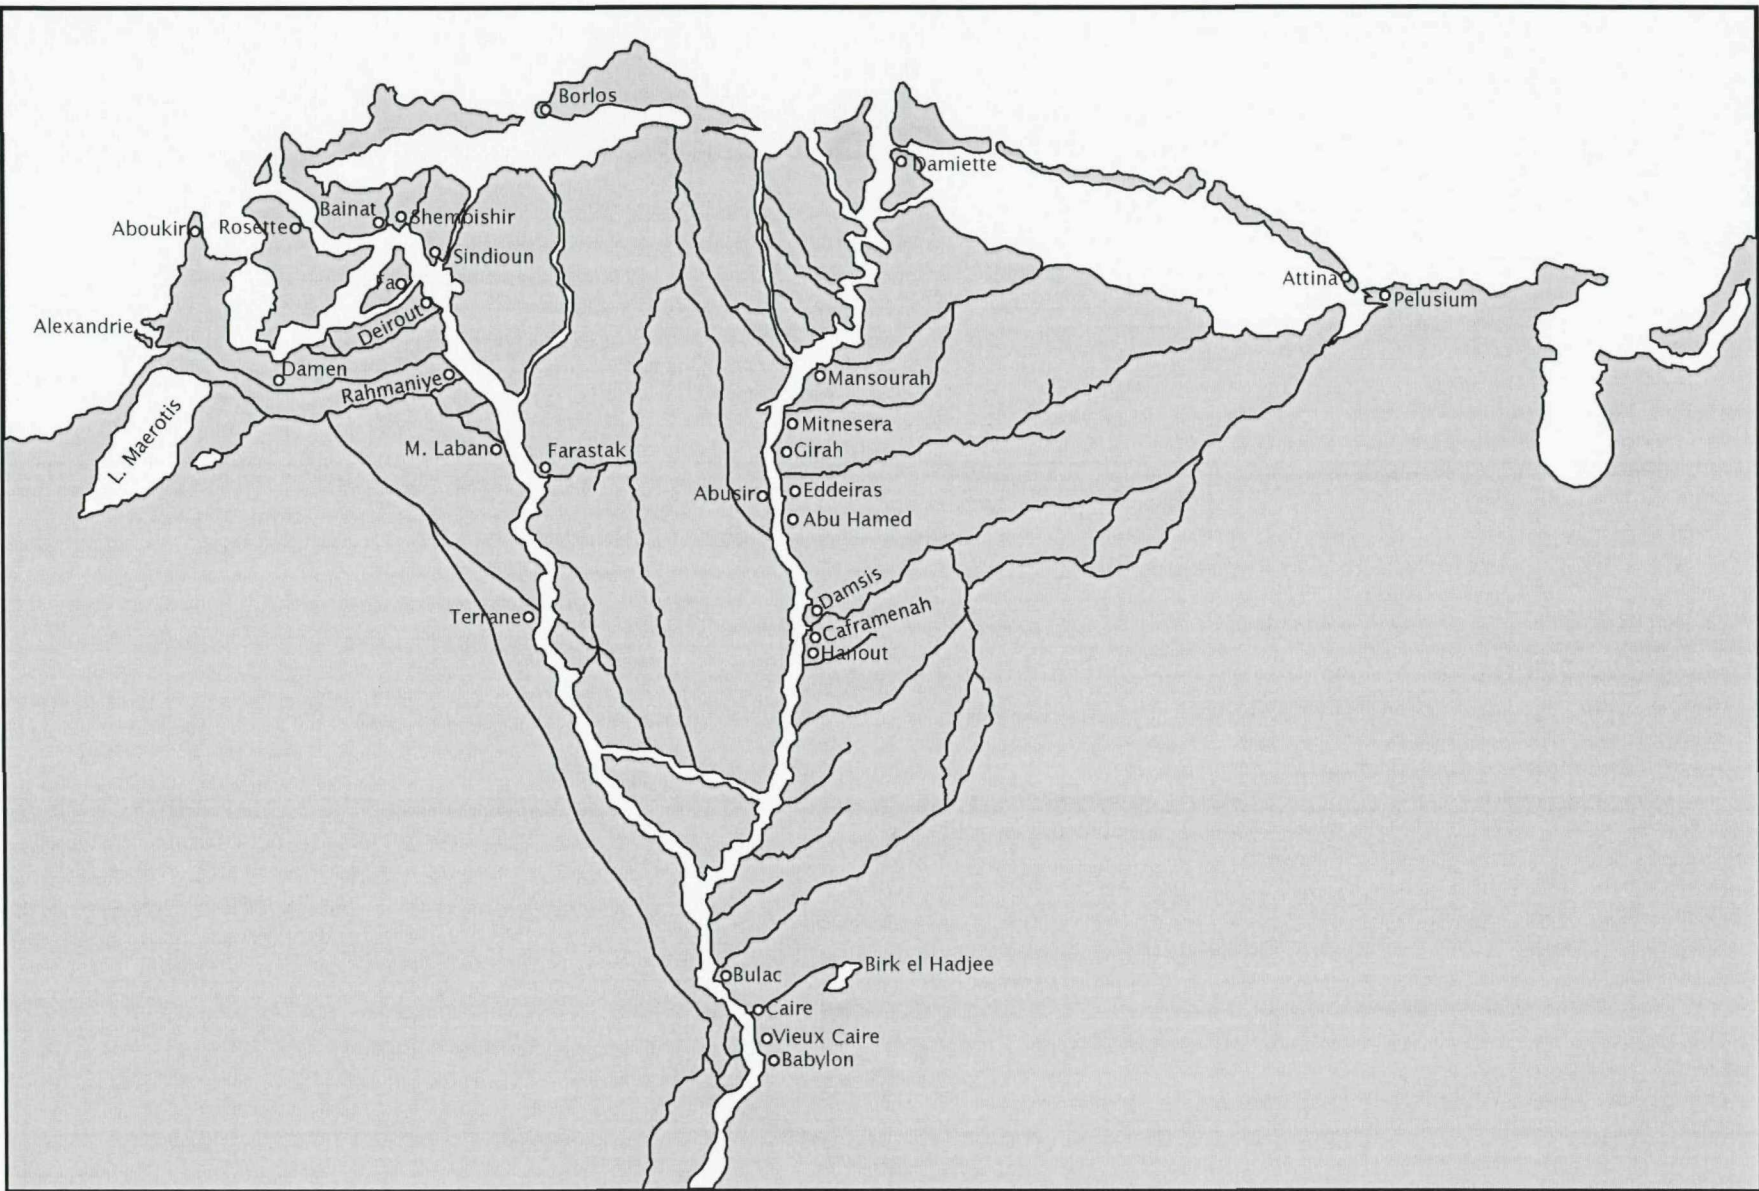 Borlos
Damiette
Bainat
Shembishir
Aboukir
Rosette
Sindioun
Fa
Attina
Pelusium
Alexandrie
Deirout
Damen
Rahmaniye
Mansourah
L. Maerotis
Mitnesera
M. Laban
Farastak
Girah
Abusir
Eddeiras
Abu Hamed
Damsis
Terrane
Caframenah
Hanout
Birk el Hadjee
Bulac
Caire
Vieux Caire
Babylon